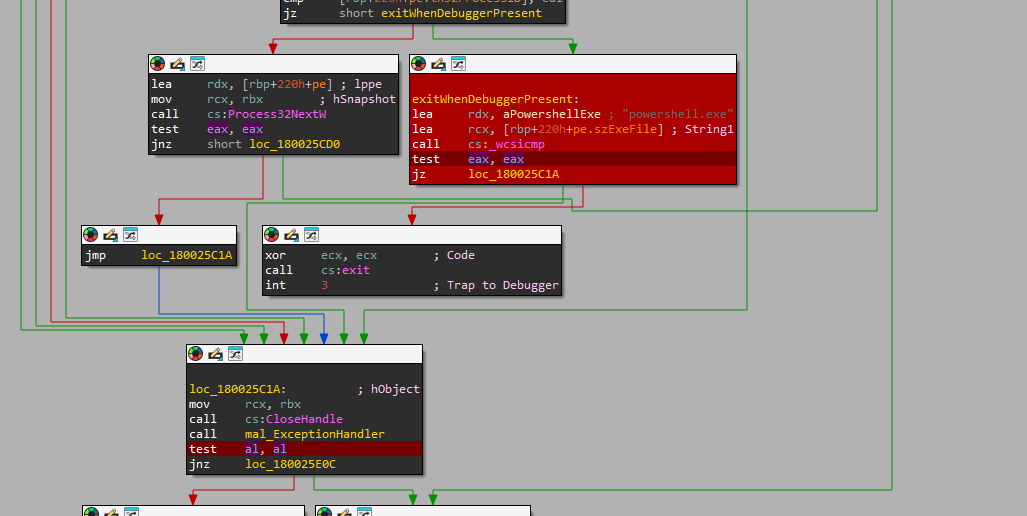 jz short exitWhenDebuggerPresent
lea rdx, [rbp+220h+pe] ; lppe
mov rcx, rbx ; hSnapshot
call cs:Process32NextW
test eax, eax
jnz short loc_180025CD0
exitWhenDebuggerPresent:
lea rdx, aPowershellExe ; "powershell.exe"
lea rcx, [rbp+220h+pe.szExeFile] ; String1
call cs:_wcsicmp
test eax, eax
jz loc_180025C1A
jmp loc_180025C1A
xor ecx, ecx ; Code
call cs:exit
int 3 ; Trap to Debugger
loc_180025C1A: ; hObject
mov rcx, rbx
call cs:CloseHandle
call mal_ExceptionHandler
test al, al
jnz loc_180025E0C